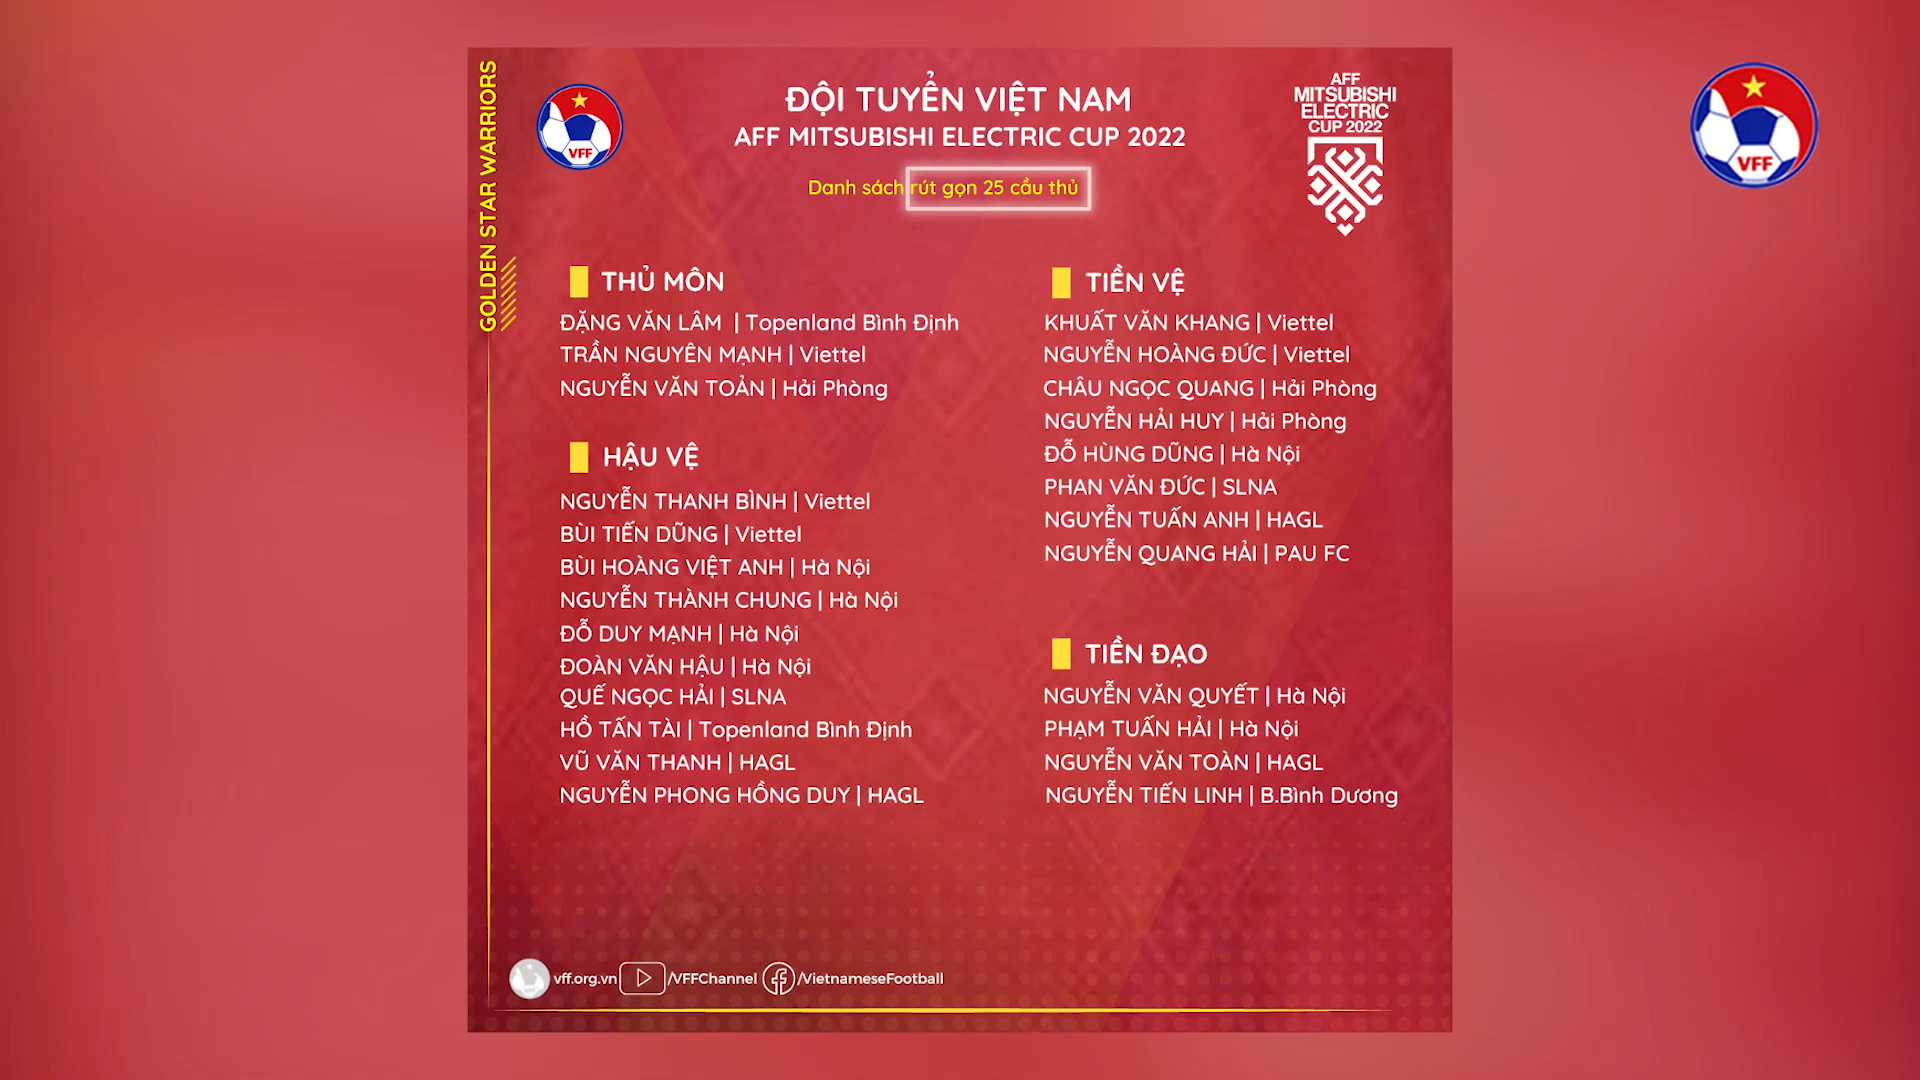 GOLDEN STAR WARRIORS
VFF
ĐỘI TUYỂN VIỆT NAM
AFF MITSUBISHI ELECTRIC CUP 2022
Danh sách rút gọn 25 cầu thủ
AFF
MITSUBISHI
ELECTRIC
CUP 2022
VFF
THỦ MÔN
ĐẶNG VĂN LÂM | Topenland Bình Định
TRẦN NGUYÊN MẠNH | Viettel
NGUYỄN VĂN TOẢN | Hải Phòng
HẬU VỆ
NGUYỄN THANH BÌNH | Viettel
BÙI TIẾN DŨNG | Viettel
BÙI HOÀNG VIỆT ANH | Hà Nội
NGUYỄN THÀNH CHUNG | Hà Nội
ĐỖ DUY MẠNH | Hà Nội
ĐOÀN VĂN HẬU | Hà Nội
QUẾ NGỌC HẢI | SLNA
HỒ TẤN TÀI | Topenland Bình Định
VŨ VĂN THANH | HAGL
NGUYỄN PHONG HỒNG DUY | HAGL
TIỀN VỆ
KHUẤT VĂN KHANG | Viettel
NGUYỄN HOÀNG ĐỨC | Viettel
CHÂU NGỌC QUANG | Hải Phòng
NGUYỄN HẢI HUY | Hải Phòng
ĐỖ HÙNG DŨNG | Hà Nội
PHAN VĂN ĐỨC | SLNA
NGUYỄN TUẤN ANH | HAGL
NGUYỄN QUANG HẢI | PAU FC
TIỀN ĐẠO
NGUYỄN VĂN QUYẾT | Hà Nội
PHẠM TUẤN HẢI | Hà Nội
NGUYỄN VĂN TOÀN | HAGL
NGUYỄN TIẾN LINH | B.Bình Dương
vff.org.vn /VFFChannel /VietnameseFootball